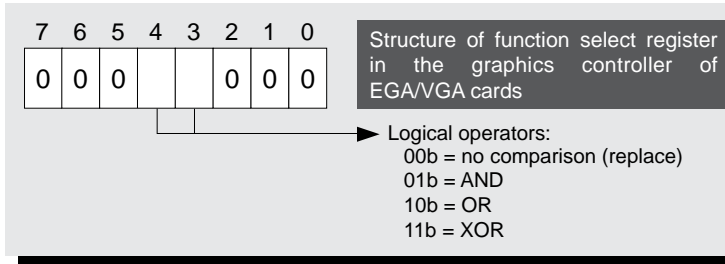 7 6 5 4 3 2 1 0
0 0 0 0 0 0
Structure of function select register
in the graphics controller of
EGA/VGA cards
Logical operators:
00b = no comparison (replace)
01b = AND
10b = OR
11b = XOR